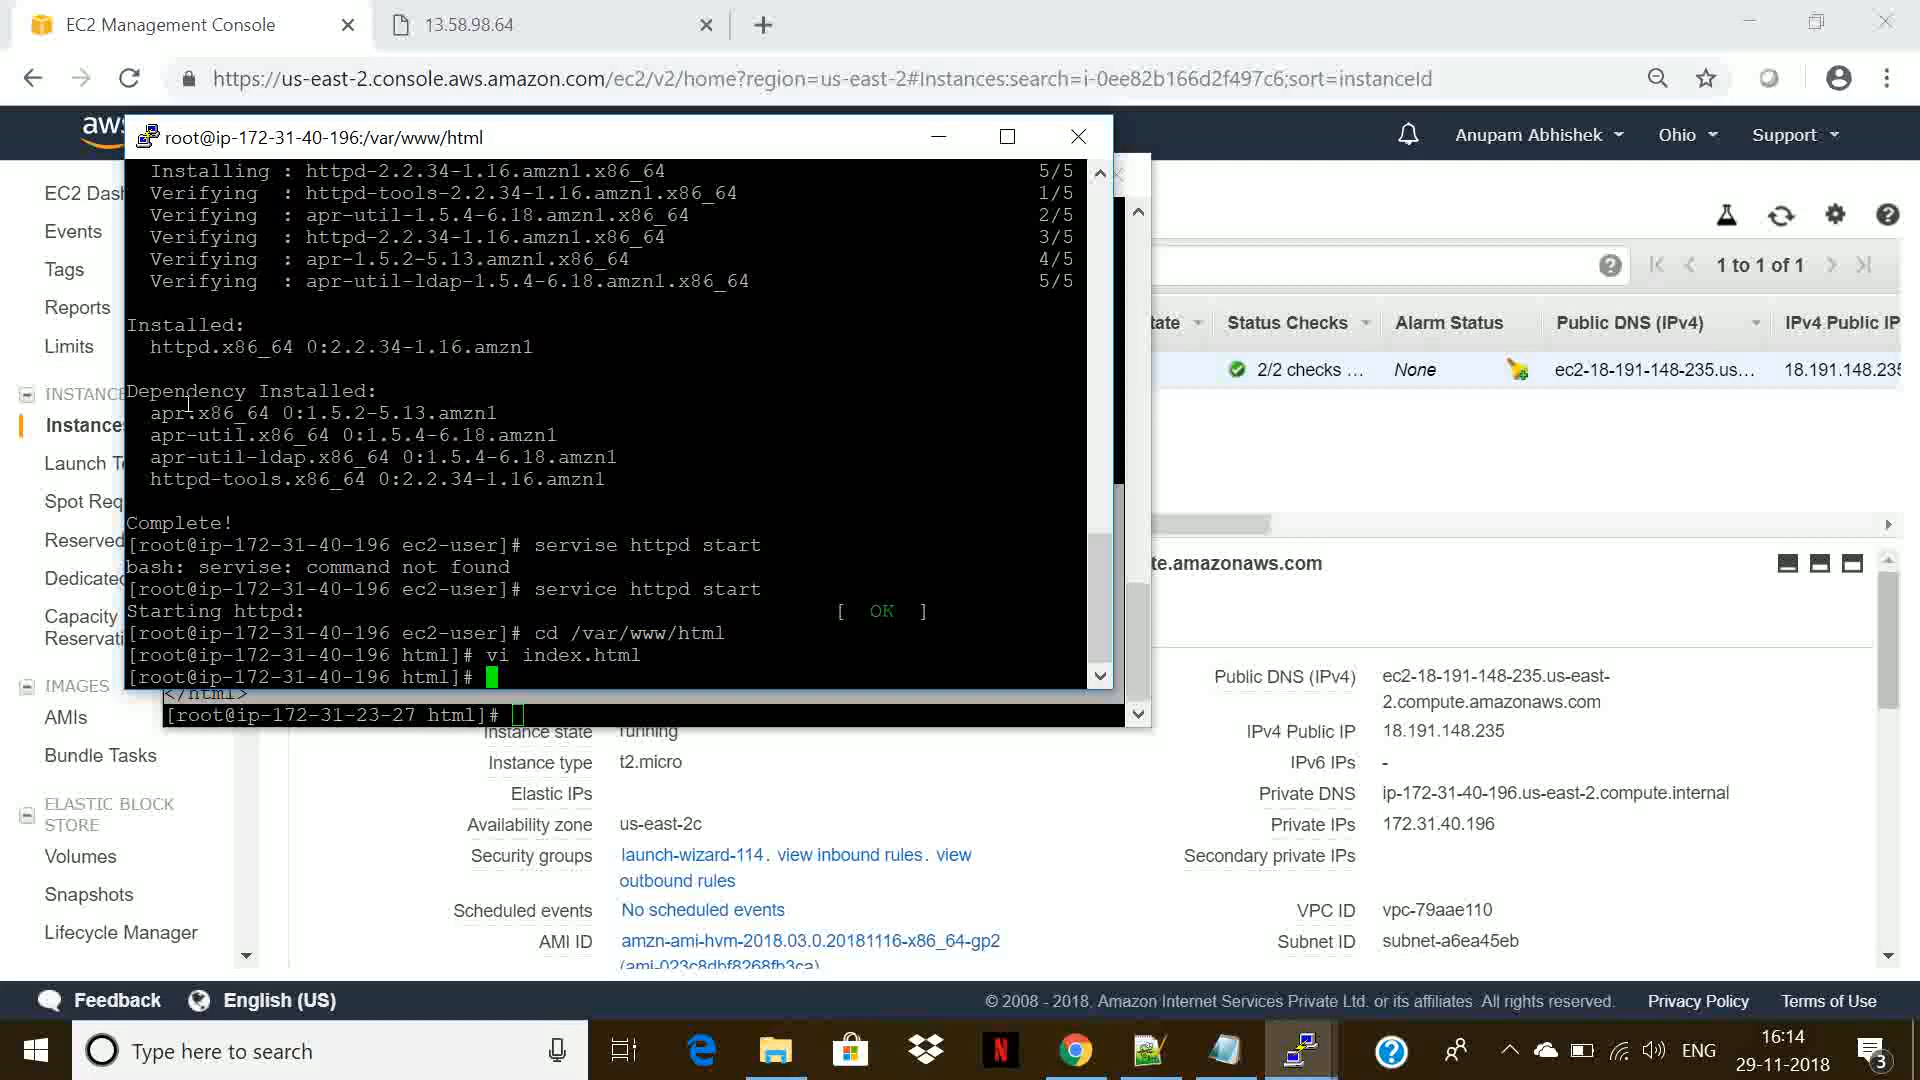 EC2 Management Console
13.58.98.64
https://us-east-2.console.aws.amazon.com/ec2/v2/home?region=us-east-2#Instances:search=i-0ee82b166d2f497c6;sort=instanceId
aws
Anupam Abhishek
Ohio
Support
root@ip-172-31-40-196:/var/www/html
Installing : httpd-2.2.34-1.16.amzn1.x86_64 5/5
Verifying : httpd-tools-2.2.34-1.16.amzn1.x86_64 1/5
Verifying : apr-util-1.5.4-6.18.amzn1.x86_64 2/5
Verifying : httpd-2.2.34-1.16.amzn1.x86_64 3/5
Verifying : apr-1.5.2-5.13.amzn1.x86_64 4/5
Verifying : apr-util-ldap-1.5.4-6.18.amzn1.x86_64 5/5
Installed:
httpd.x86_64 0:2.2.34-1.16.amzn1
Dependency Installed:
apr.x86_64 0:1.5.2-5.13.amzn1
apr-util.x86_64 0:1.5.4-6.18.amzn1
apr-util-ldap.x86_64 0:1.5.4-6.18.amzn1
httpd-tools.x86_64 0:2.2.34-1.16.amzn1
Complete!
[root@ip-172-31-40-196 ec2-user]# servise httpd start
bash: servise: command not found
[root@ip-172-31-40-196 ec2-user]# service httpd start
Starting httpd: [ OK ]
[root@ip-172-31-40-196 ec2-user]# cd /var/www/html
[root@ip-172-31-40-196 html]# vi index.html
[root@ip-172-31-40-196 html]#
</html>
[root@ip-172-31-23-27 html]#
EC2 Dash
Events
Tags
Reports
Limits
INSTANCE
Instances
Launch Te
Spot Req
Reserved
Dedicated
Capacity
Reservati
IMAGES
AMIs
Bundle Tasks
ELASTIC BLOCK
STORE
Volumes
Snapshots
Lifecycle Manager
1 to 1 of 1
tate
Status Checks
Alarm Status
Public DNS (IPv4)
IPv4 Public IP
2/2 checks ...
None
ec2-18-191-148-235.us...
18.191.148.235
te.amazonaws.com
Instance state running
Instance type t2.micro
Elastic IPs
Availability zone us-east-2c
Security groups launch-wizard-114. view inbound rules. view
outbound rules
Scheduled events No scheduled events
AMI ID amzn-ami-hvm-2018.03.0.20181116-x86_64-gp2
(ami-023c8dbf8268fb3ca)
Public DNS (IPv4) ec2-18-191-148-235.us-east-
2.compute.amazonaws.com
IPv4 Public IP 18.191.148.235
IPv6 IPs -
Private DNS ip-172-31-40-196.us-east-2.compute.internal
Private IPs 172.31.40.196
Secondary private IPs
VPC ID vpc-79aae110
Subnet ID subnet-a6ea45eb
Feedback
English (US)
© 2008 - 2018, Amazon Internet Services Private Ltd. or its affiliates. All rights reserved.
Privacy Policy
Terms of Use
Type here to search
ENG
16:14
29-11-2018
3